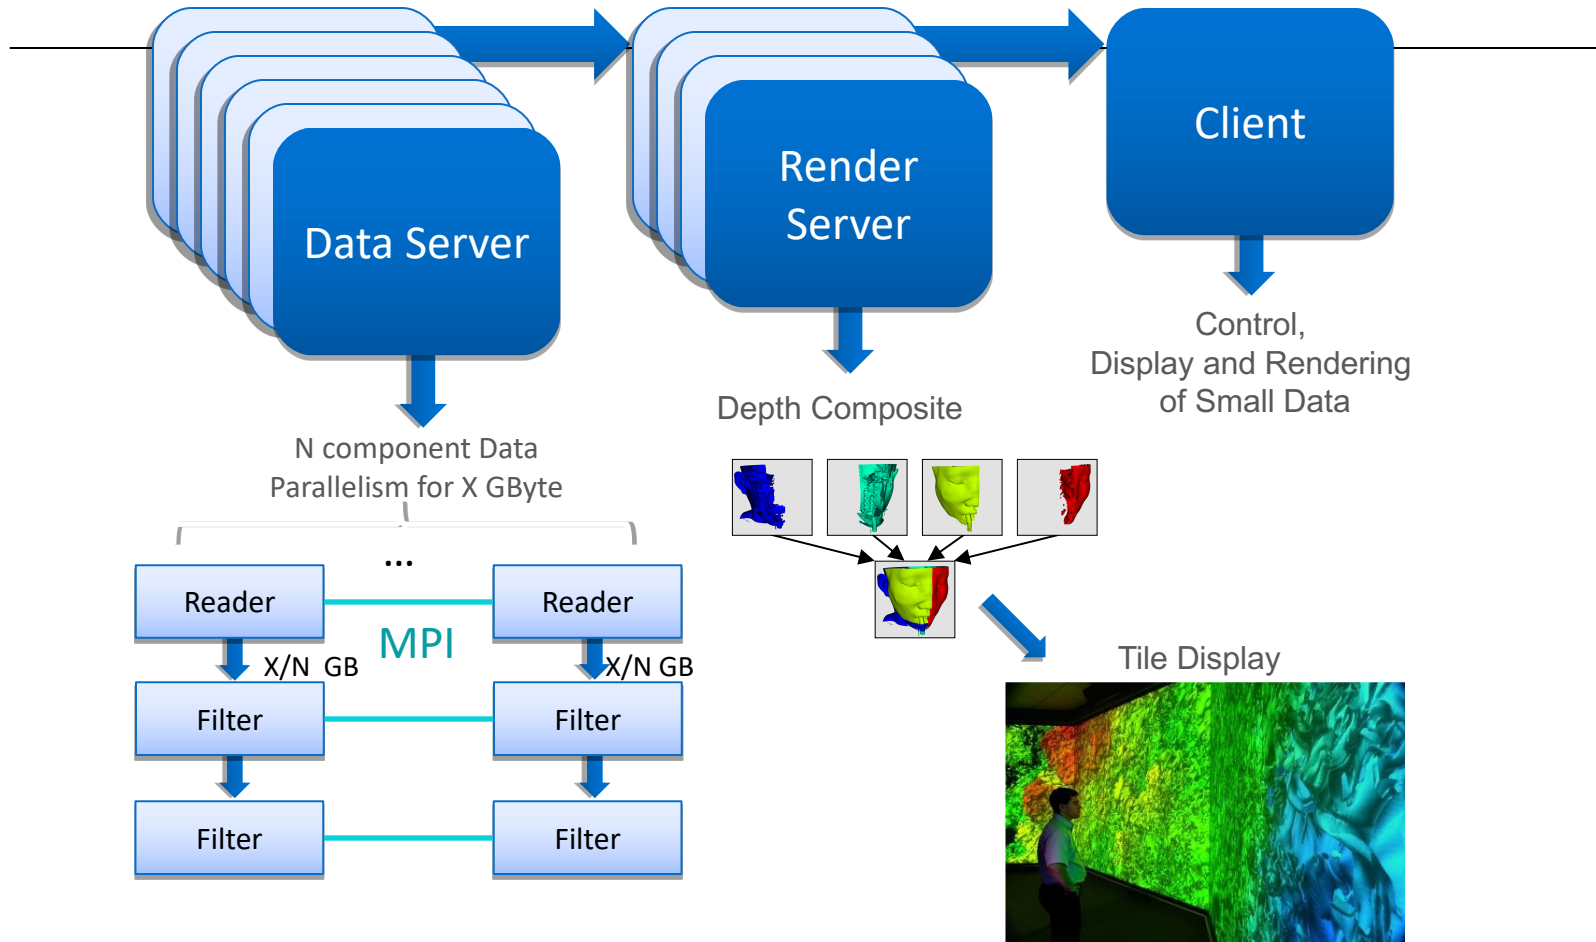 Data Server
Render
Server
Client
Control,
Display and Rendering
of Small Data
Depth Composite
N component Data
Parallelism for X GByte
...
Reader
Reader
MPI
X/N GB
X/N GB
Filter
Filter
Filter
Filter
Tile Display